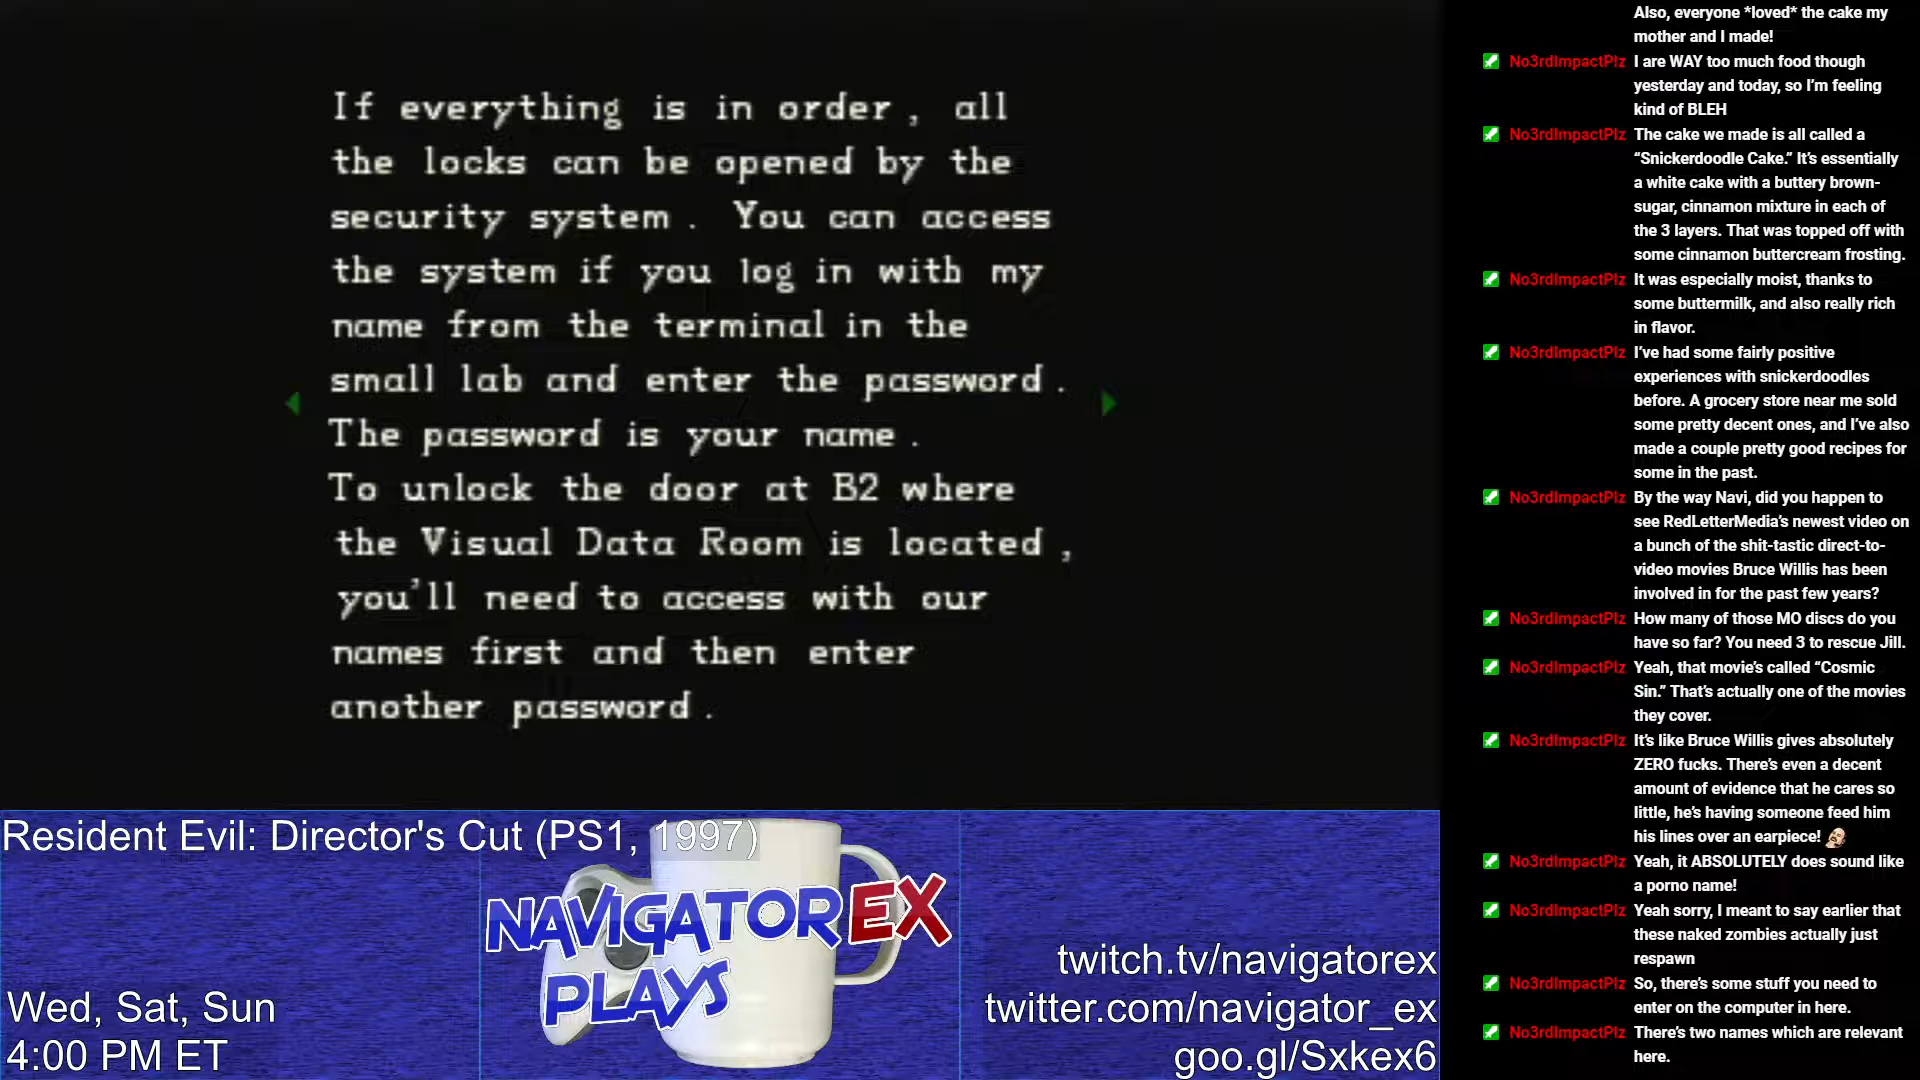 If everything is in order , all
the locks can be opened by the
security system . You can access
the system if you log in with my
name from the terminal in the
small lab and enter the password .
The password is your name .
To unlock the door at B2 where
the Visual Data Room is located ,
you'll need to access with our
names first and then enter
another password .
Resident Evil: Director's Cut (PS1, 1997)
NAVIGATOR EX
PLAYS
Wed, Sat, Sun
4:00 PM ET
twitch.tv/navigatorex
twitter.com/navigator_ex
goo.gl/Sxkex6
Also, everyone *loved* the cake my
mother and I made!
No3rdImpactPlz I are WAY too much food though
yesterday and today, so I'm feeling
kind of BLEH
No3rdImpactPlz The cake we made is all called a
“Snickerdoodle Cake.” It's essentially
a white cake with a buttery brown-
sugar, cinnamon mixture in each of
the 3 layers. That was topped off with
some cinnamon buttercream frosting.
No3rdImpactPlz It was especially moist, thanks to
some buttermilk, and also really rich
in flavor.
No3rdImpactPlz I've had some fairly positive
experiences with snickerdoodles
before. A grocery store near me sold
some pretty decent ones, and I've also
made a couple pretty good recipes for
some in the past.
No3rdImpactPlz By the way Navi, did you happen to
see RedLetterMedia's newest video on
a bunch of the shit-tastic direct-to-
video movies Bruce Willis has been
involved in for the past few years?
No3rdImpactPlz How many of those MO discs do you
have so far? You need 3 to rescue Jill.
No3rdImpactPlz Yeah, that movie's called “Cosmic
Sin.” That's actually one of the movies
they cover.
No3rdImpactPlz It's like Bruce Willis gives absolutely
ZERO fucks. There's even a decent
amount of evidence that he cares so
little, he's having someone feed him
his lines over an earpiece!
No3rdImpactPlz Yeah, it ABSOLUTELY does sound like
a porno name!
No3rdImpactPlz Yeah sorry, I meant to say earlier that
these naked zombies actually just
respawn
No3rdImpactPlz So, there's some stuff you need to
enter on the computer in here.
No3rdImpactPlz There's two names which are relevant
here.